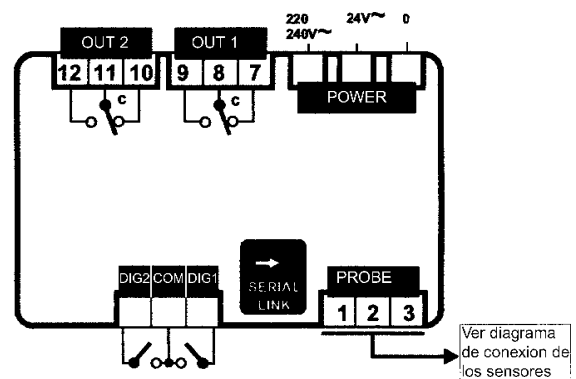 220 24V~ 0
240V~
OUT 2 OUT 1
12 11 10 9 8 7
POWER
c c
DIG2 COM DIG1
SERIAL
LINK
PROBE
1 2 3
Ver diagrama
de conexion de
los sensores